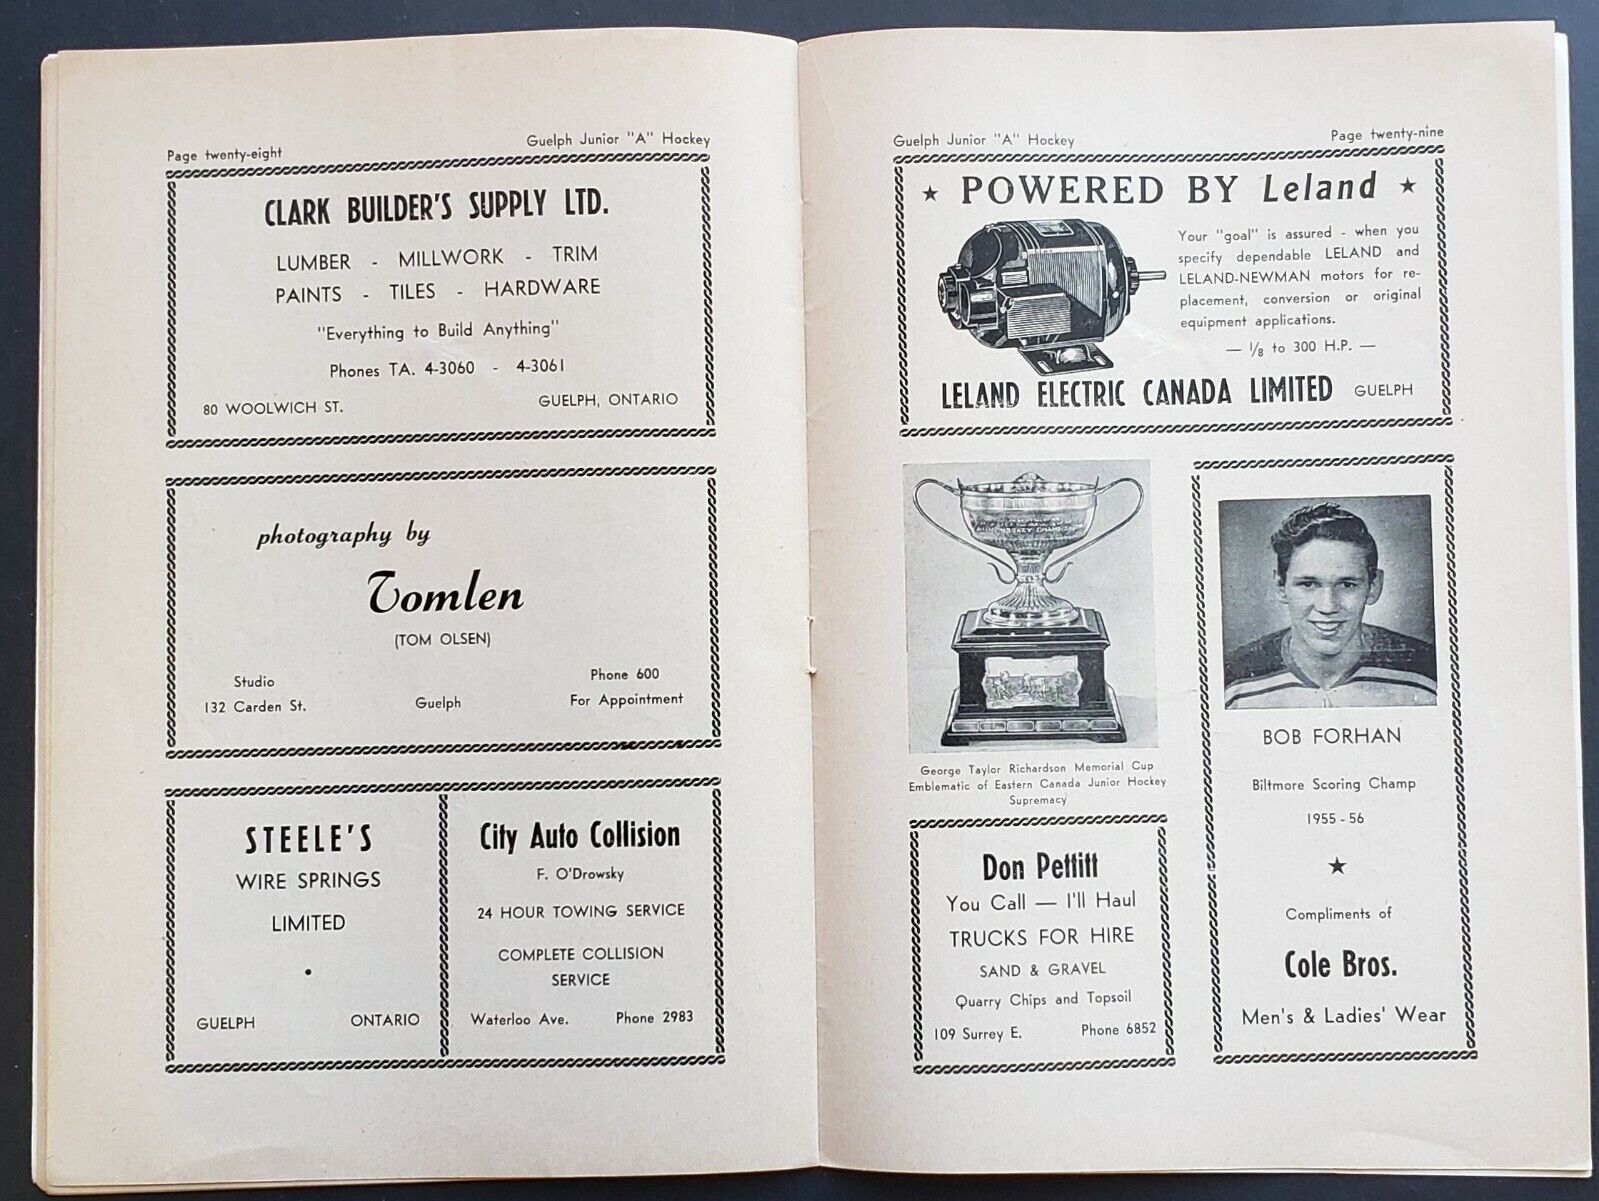 Page twenty-eight
Guelph Junior "A" Hockey
CLARK BUILDER'S SUPPLY LTD.
LUMBER - MILLWORK - TRIM
PAINTS - TILES - HARDWARE
"Everything to Build Anything"
Phones TA. 4-3060 - 4-3061
80 WOOLWICH ST.
GUELPH, ONTARIO
photography by
Tomlen
(TOM OLSEN)
Studio
132 Carden St.
Guelph
Phone 600
For Appointment
STEELE'S
WIRE SPRINGS
LIMITED
GUELPH
ONTARIO
City Auto Collision
F. O'Drowsky
24 HOUR TOWING SERVICE
COMPLETE COLLISION
SERVICE
Waterloo Ave.
Phone 2983
Guelph Junior "A" Hockey
Page twenty-nine
★ POWERED BY Leland ★
Your "goal" is assured - when you
specify dependable LELAND and
LELAND-NEWMAN motors for re-
placement, conversion or original
equipment applications.
— 1/8 to 300 H.P. —
LELAND ELECTRIC CANADA LIMITED GUELPH
George Taylor Richardson Memorial Cup
Emblematic of Eastern Canada Junior Hockey
Supremacy
Don Pettitt
You Call — I'll Haul
TRUCKS FOR HIRE
SAND & GRAVEL
Quarry Chips and Topsoil
109 Surrey E.
Phone 6852
BOB FORHAN
Biltmore Scoring Champ
1955 - 56
★
Compliments of
Cole Bros.
Men's & Ladies' Wear